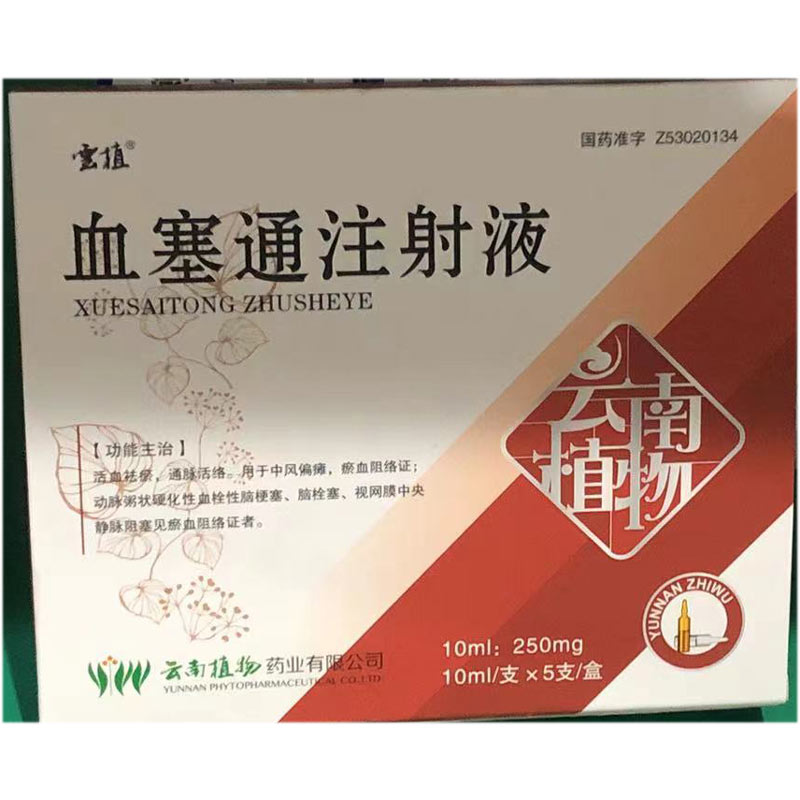 雲植®
国药准字 Z53020134
血塞通注射液
XUESAITONG ZHUSHEYE
云南植物
【功能主治】
活血祛瘀，通脉活络。用于中风偏瘫，瘀血阻络证；
动脉粥状硬化性血栓性脑梗塞、脑栓塞、视网膜中央
静脉阻塞见瘀血阻络证者。
YUNNAN ZHIWU
云南植物药业有限公司
YUNNAN PHYTOPHARMACEUTICAL CO.LTD
10ml：250mg
10ml/支×5支/盒